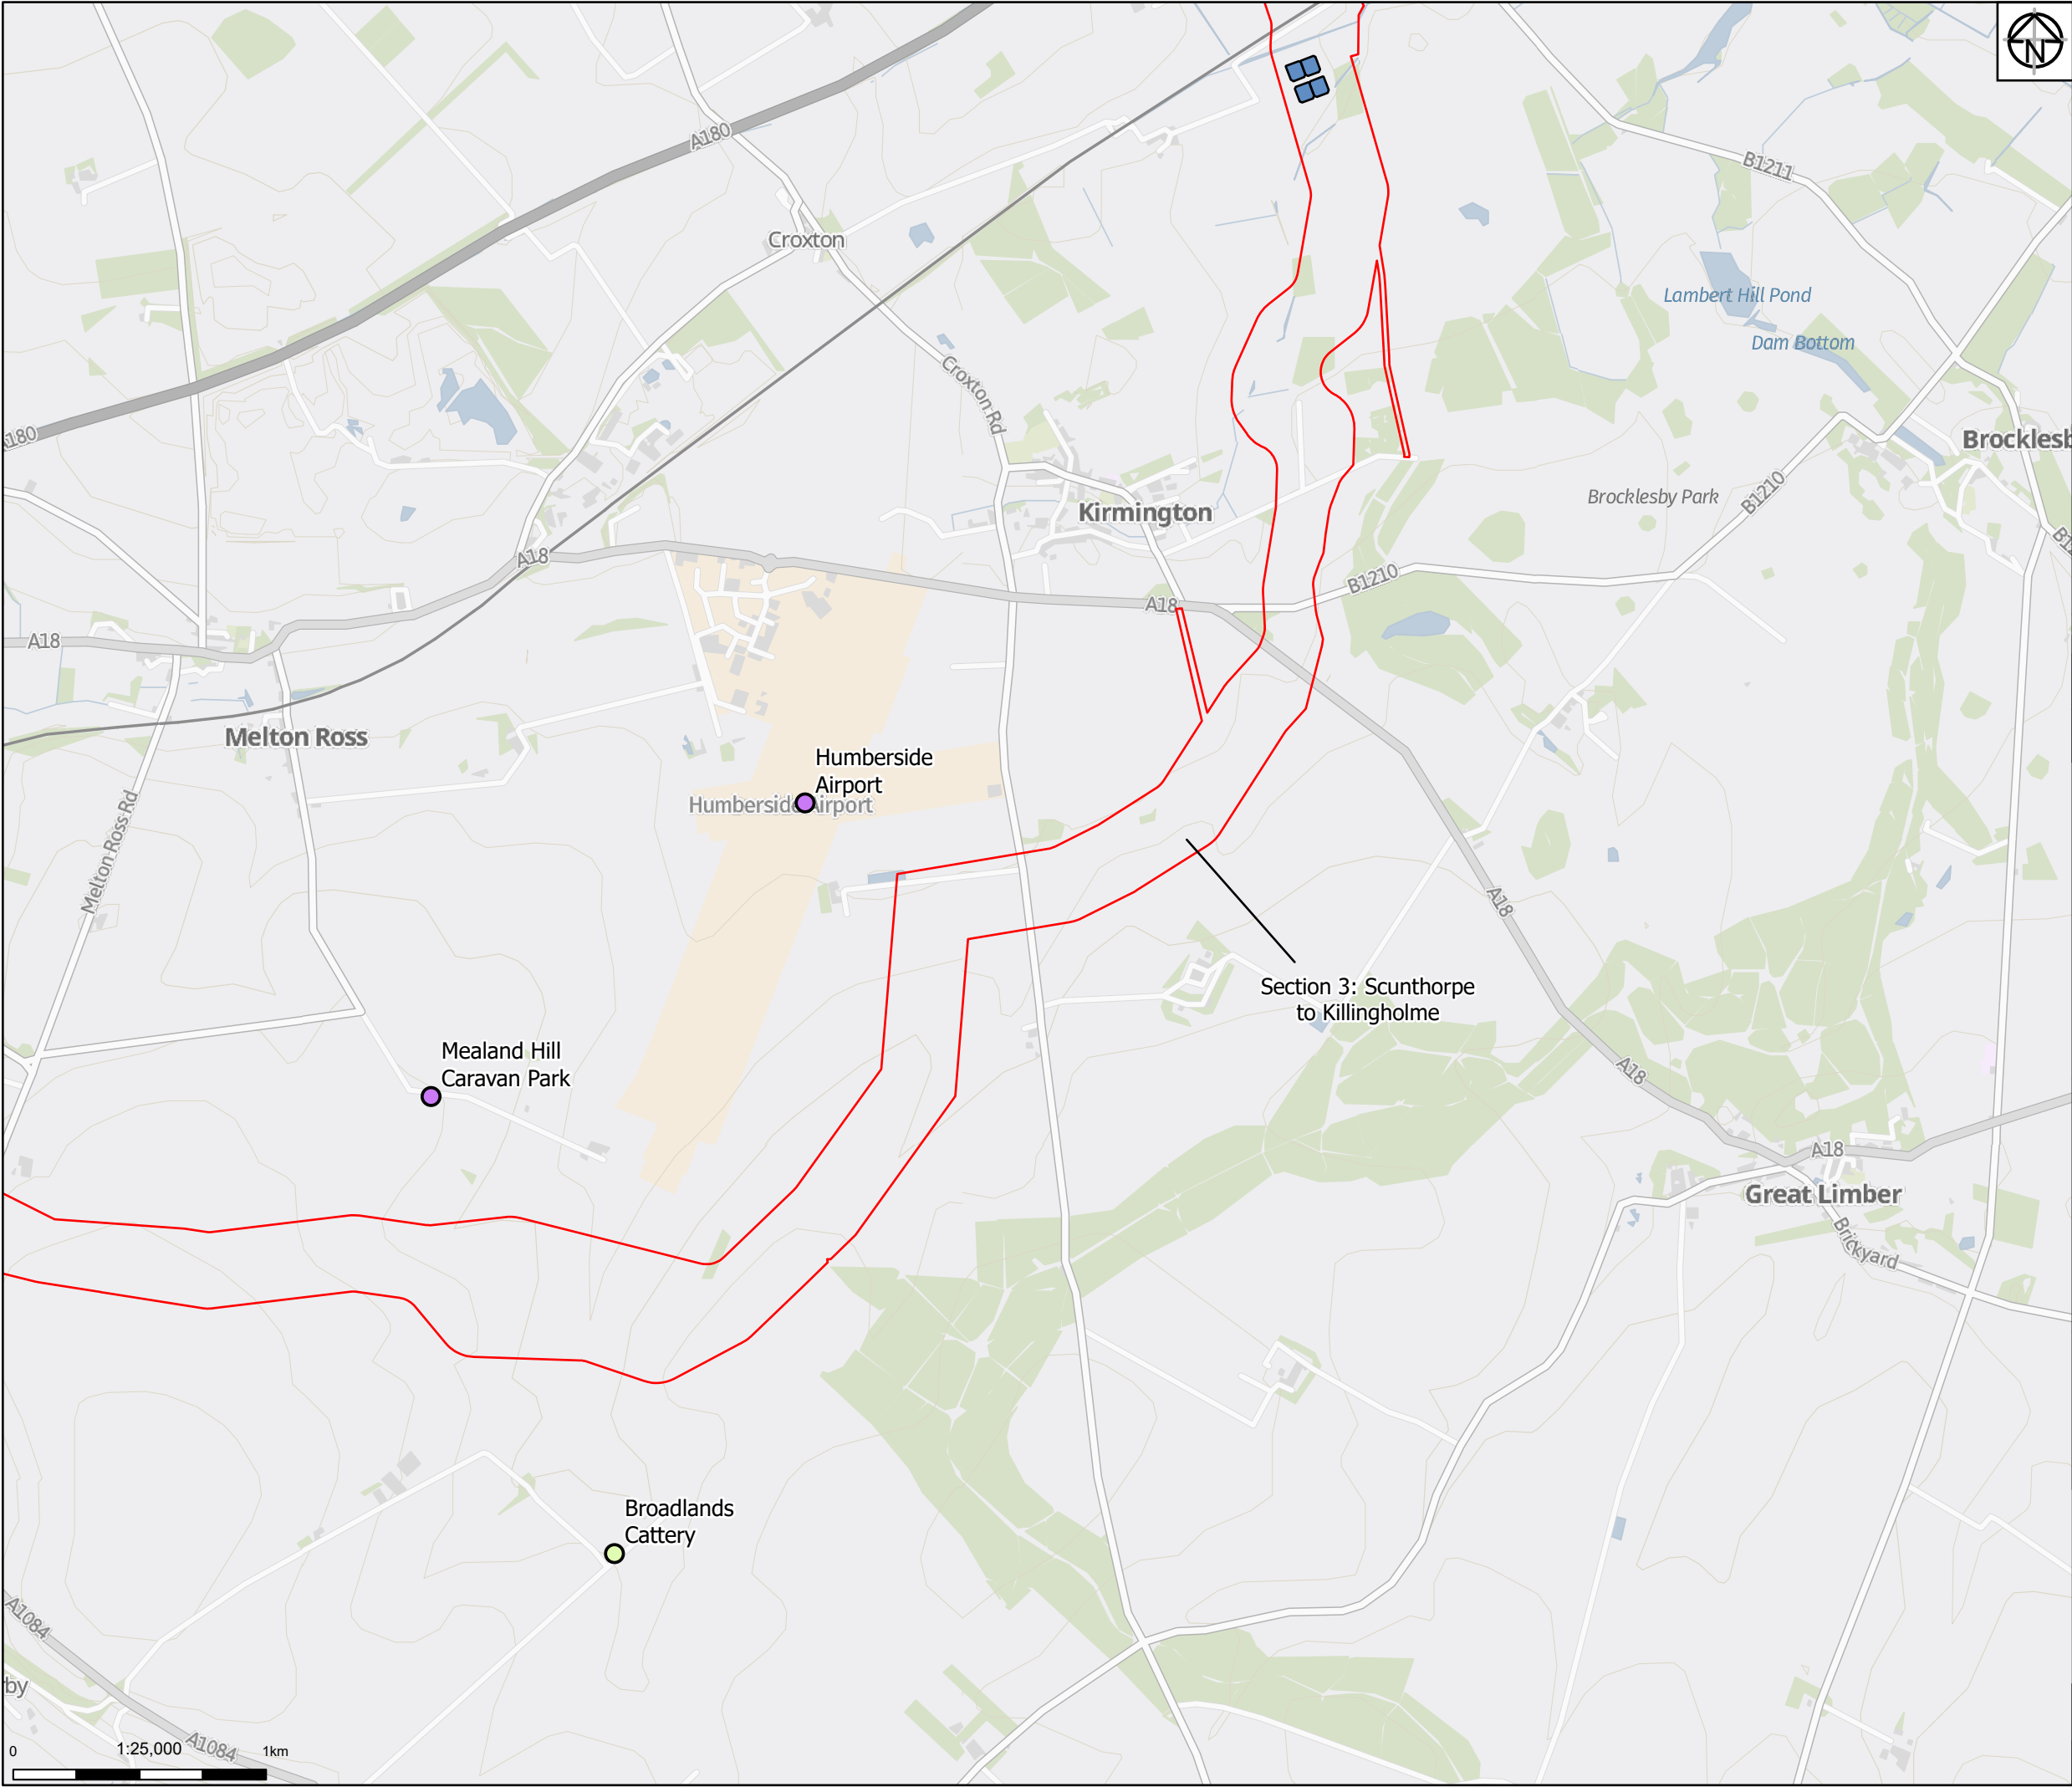 N
A180
B1211
Croxton
Lambert Hill Pond
Dam Bottom
Croxton Rd
A180
Brocklesb
Brocklesby Park
B1210
Kirmington
A18
B1210
A18
A18
Melton Ross
Humberside
Airport
Humberside Airport
Melton Ross Rd
A18
Section 3: Scunthorpe
to Killingholme
Mealand Hill
Caravan Park
A18
A18
Great Limber
Brickyard
Broadlands
Cattery
A1084
by
A1084
0
1:25,000
1km